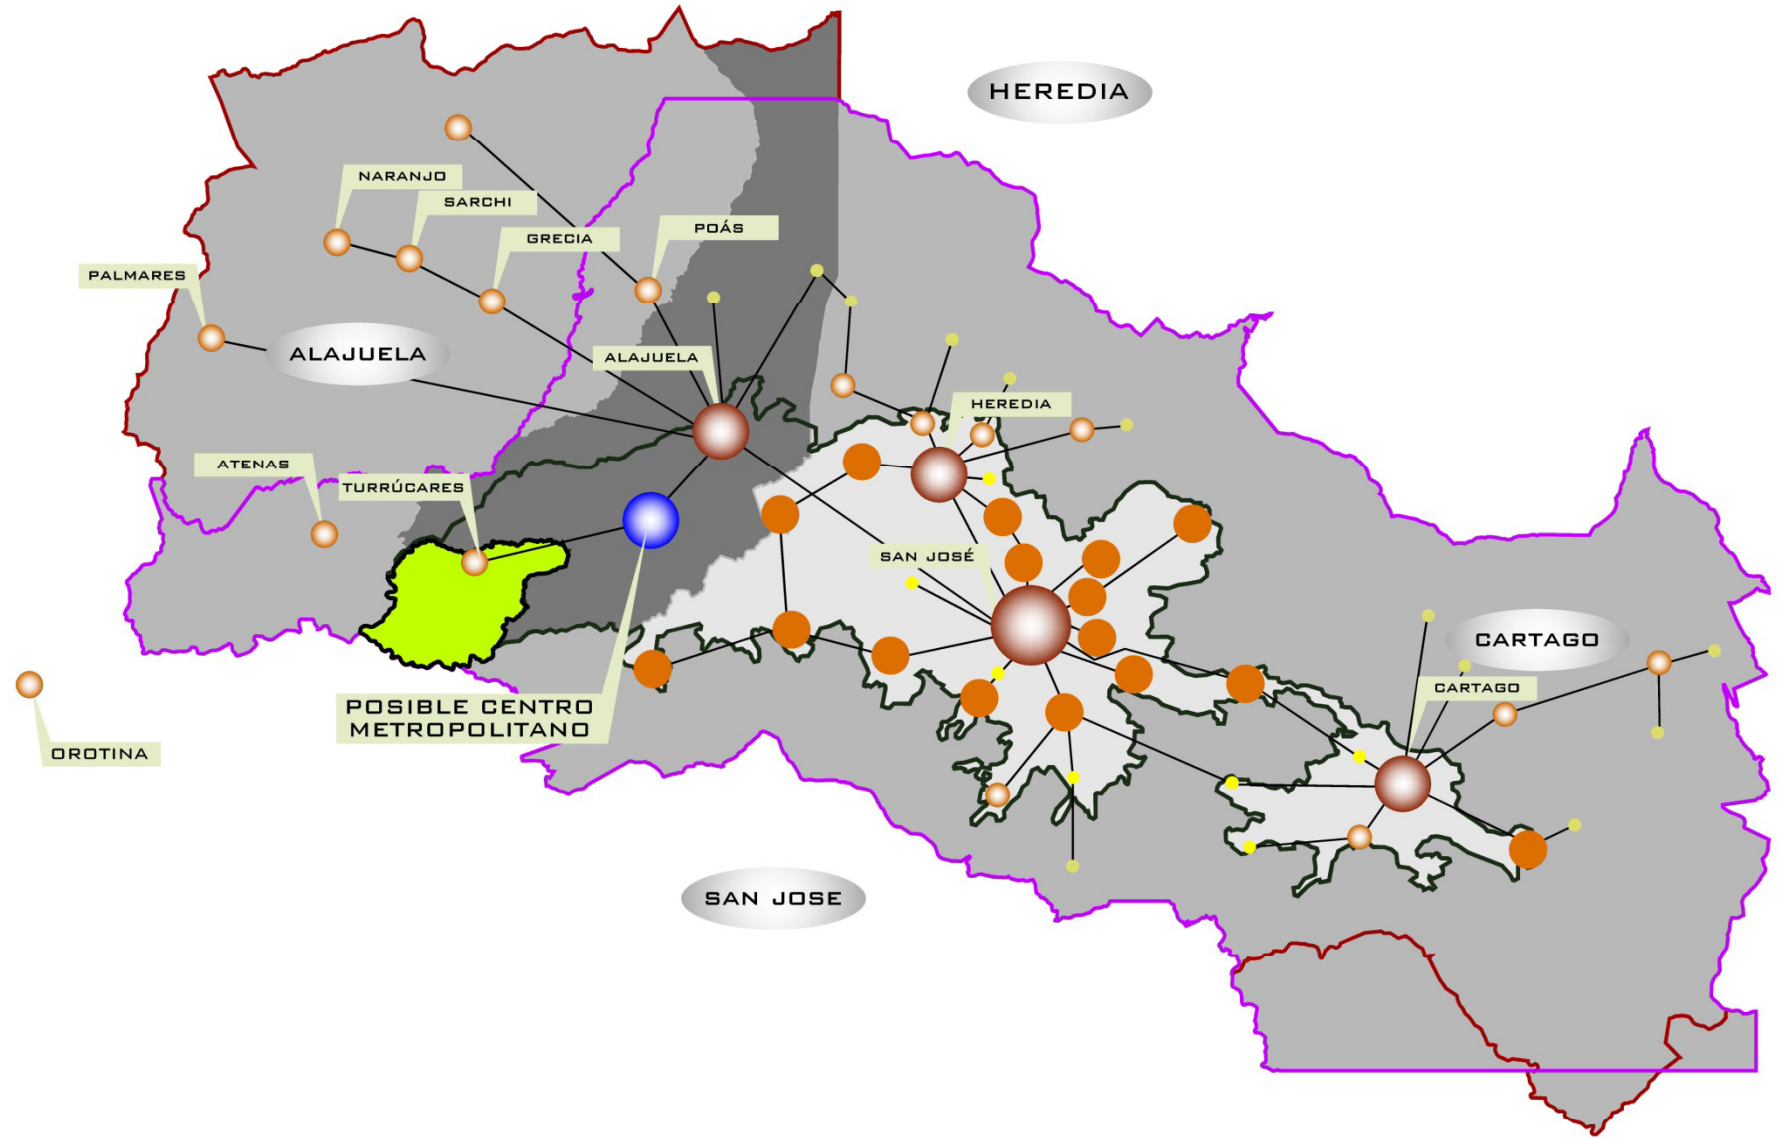 HEREDIA
NARANJO
SARCHI
POÁS
GRECIA
PALMARES
ALAJUELA
ALAJUELA
HEREDIA
ATENAS
TURRÚCARES
SAN JOSÉ
CARTAGO
CARTAGO
POSIBLE CENTRO
METROPOLITANO
OROTINA
SAN JOSE